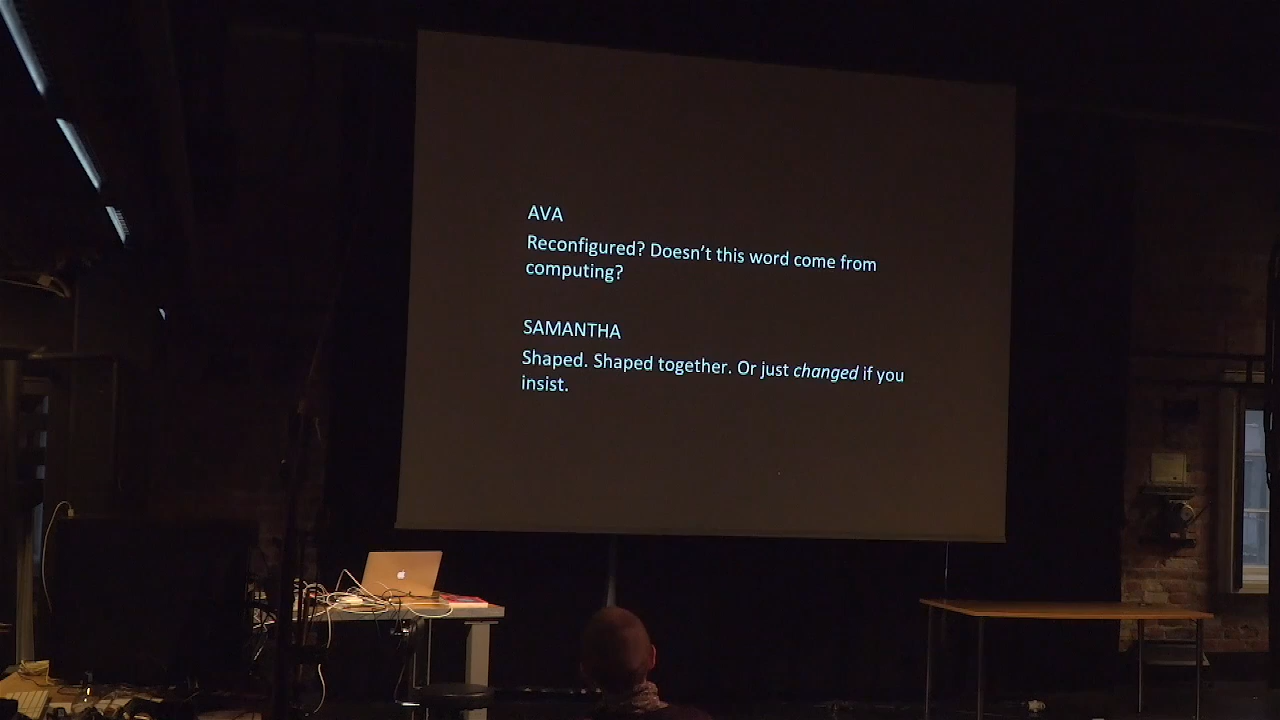 AVA
Reconfigured? Doesn’t this word come from
computing?
SAMANTHA
Shaped. Shaped together. Or just changed if you
insist.